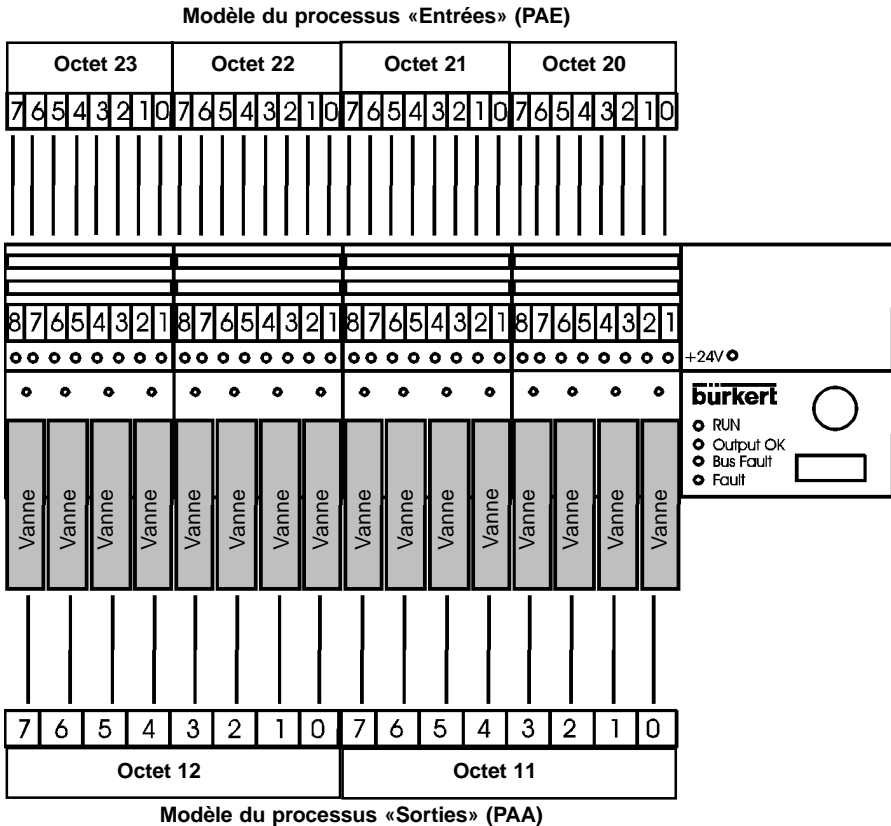 Modèle du processus «Entrées» (PAE)
Octet 23 Octet 22 Octet 21 Octet 20
7 6 5 4 3 2 1 0 7 6 5 4 3 2 1 0 7 6 5 4 3 2 1 0 7 6 5 4 3 2 1 0
8 7 6 5 4 3 2 1 8 7 6 5 4 3 2 1 8 7 6 5 4 3 2 1 8 7 6 5 4 3 2 1
+24V
bürkert
RUN
Output OK
Bus Fault
Fault
Vanne Vanne Vanne Vanne Vanne Vanne Vanne Vanne Vanne Vanne Vanne Vanne Vanne Vanne Vanne Vanne
7 6 5 4 3 2 1 0 7 6 5 4 3 2 1 0
Octet 12 Octet 11
Modèle du processus «Sorties» (PAA)